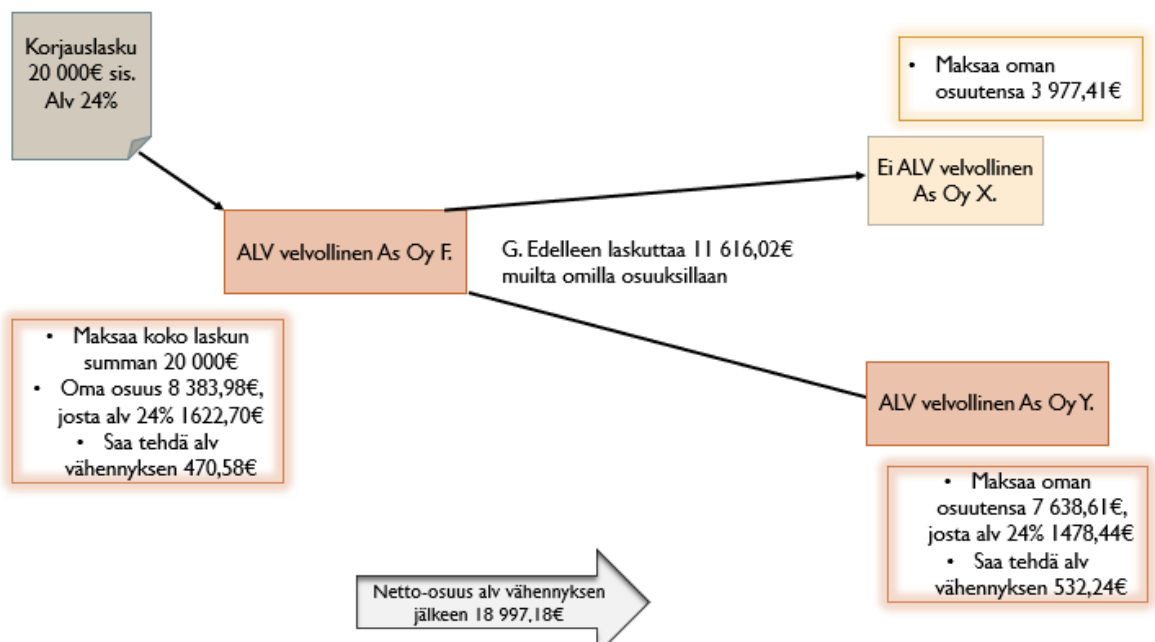 Korjauslasku
20 000€ sis.
Alv 24%
• Maksaa oman
osuutensa 3 977,41€
Ei ALV velvollinen
As Oy X.
ALV velvollinen As Oy F.
G. Edelleen laskuttaa 11 616,02€
muilta omilla osuuksillaan
• Maksaa koko laskun
summan 20 000€
• Oma osuus 8 383,98€,
josta alv 24% 1622,70€
• Saa tehdä alv
vähennyksen 470,58€
ALV velvollinen As Oy Y.
• Maksaa oman
osuutensa 7 638,61€,
josta alv 24% 1478,44€
• Saa tehdä alv
vähennyksen 532,24€
Netto-osuus alv vähennyksen
jälkeen 18 997,18€